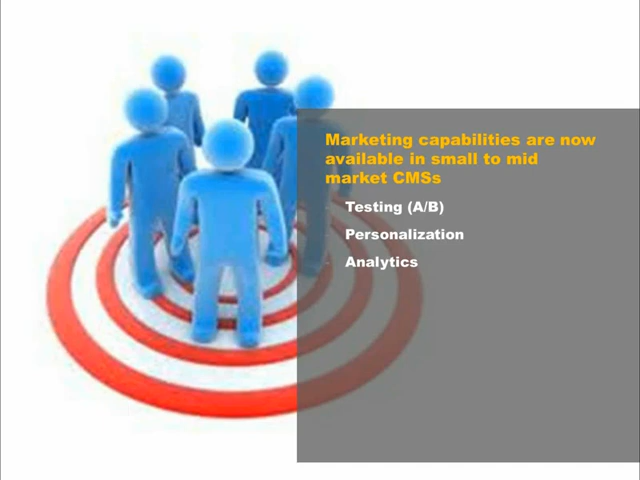 Marketing capabilities are now
available in small to mid
market CMSs
Testing (A/B)
Personalization
Analytics